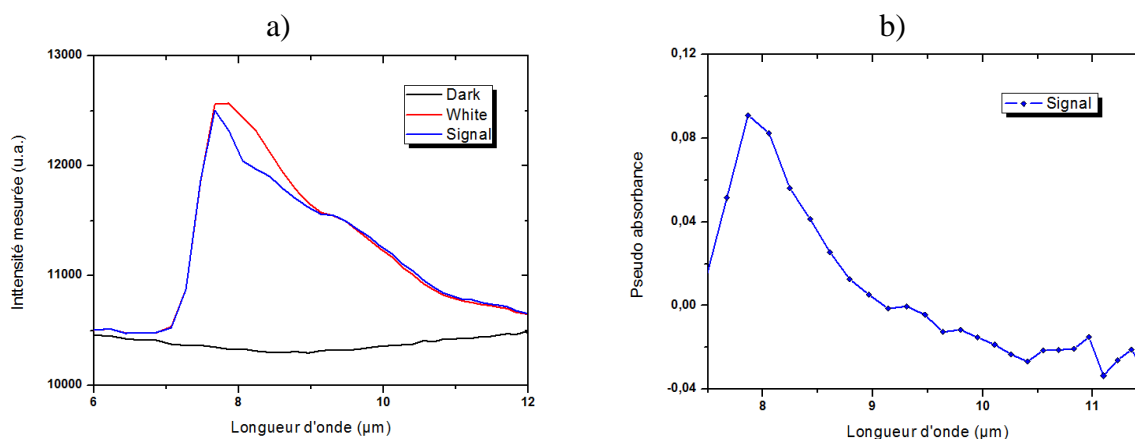 a)
13000
12000
11000
10000
Inttensité mesurée (u.a.)
Dark
White
Signal
6
8
10
12
Longueur d'onde (µm)
b)
0,12
0,08
0,04
0,00
-0,04
Pseudo absorbance
Signal
8
9
10
11
Longueur d'onde (µm)